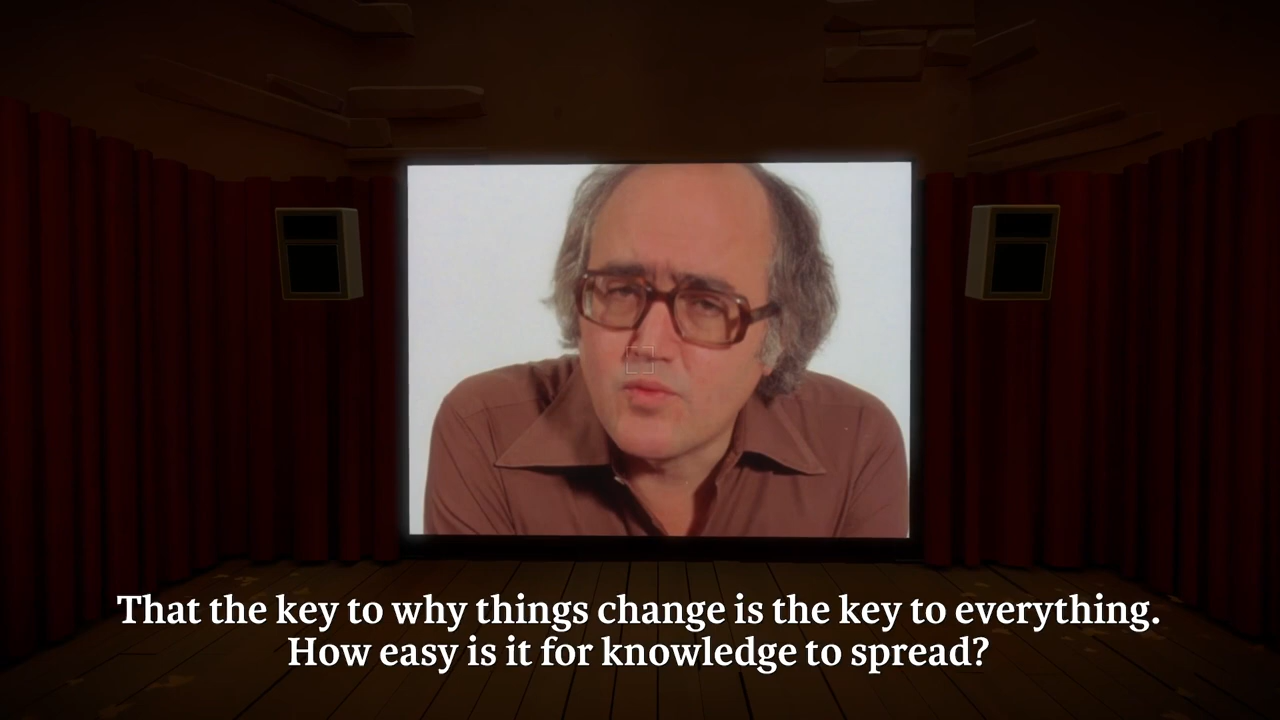 That the key to why things change is the key to everything.
How easy is it for knowledge to spread?